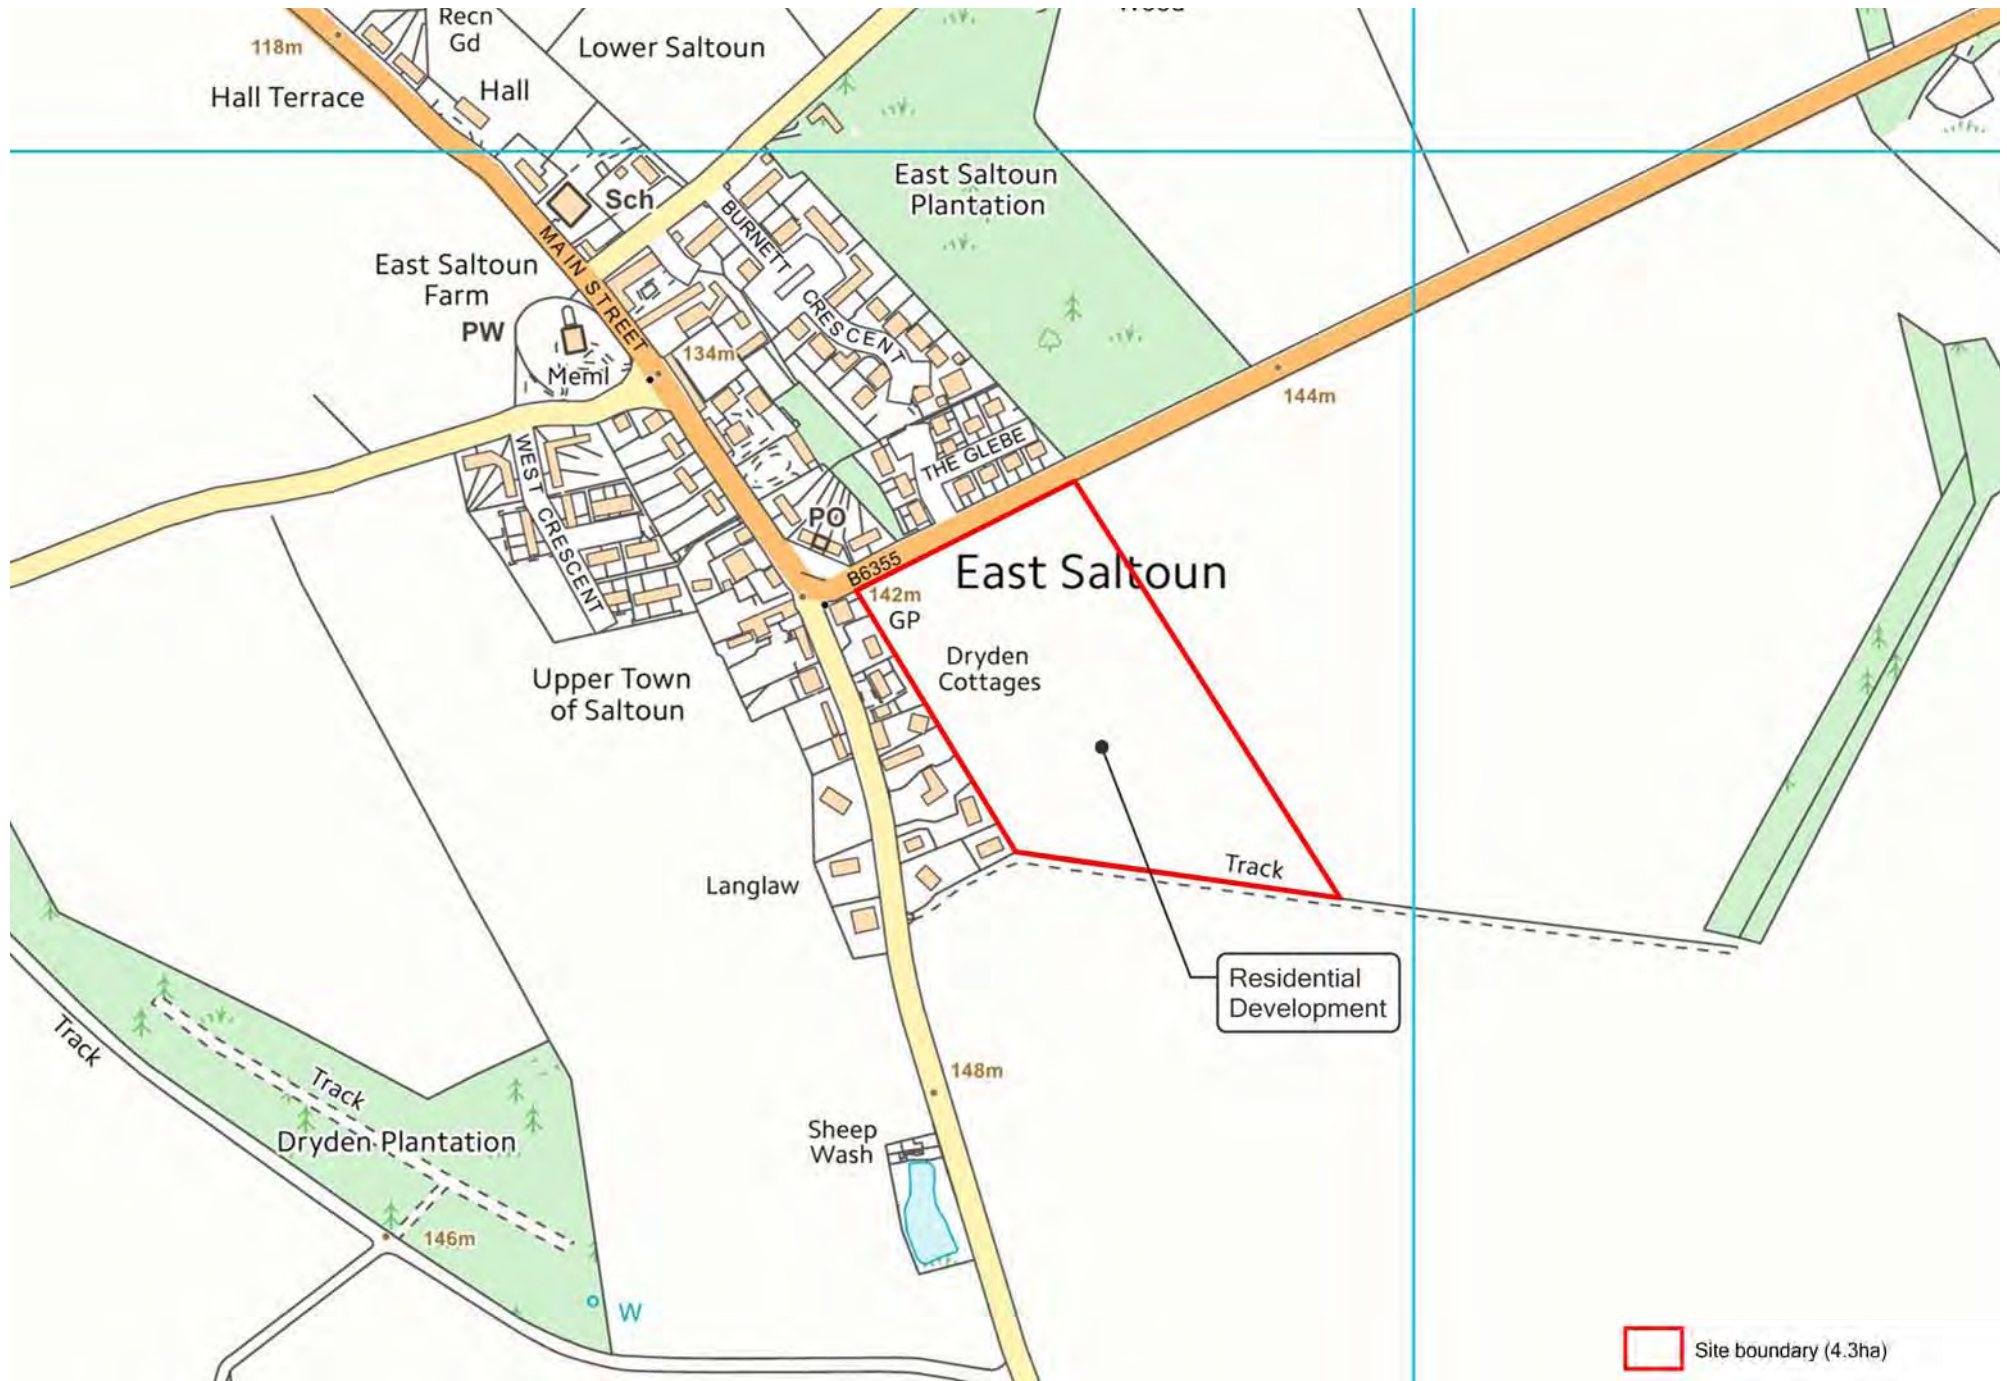 Recn
Gd
118m
Lower Saltoun
Hall Terrace
Hall
East Saltoun
Plantation
Sch
BURNETT
CRESCENT
MAIN STREET
East Saltoun
Farm
PW
134m
Meml
144m
WEST CRESCENT
THE GLEBE
PO
B6355
East Saltoun
142m
GP
Dryden
Cottages
Upper Town
of Saltoun
Track
Langlaw
Residential
Development
Track
Track
148m
Sheep
Wash
Dryden Plantation
146m
W
Site boundary (4.3ha)